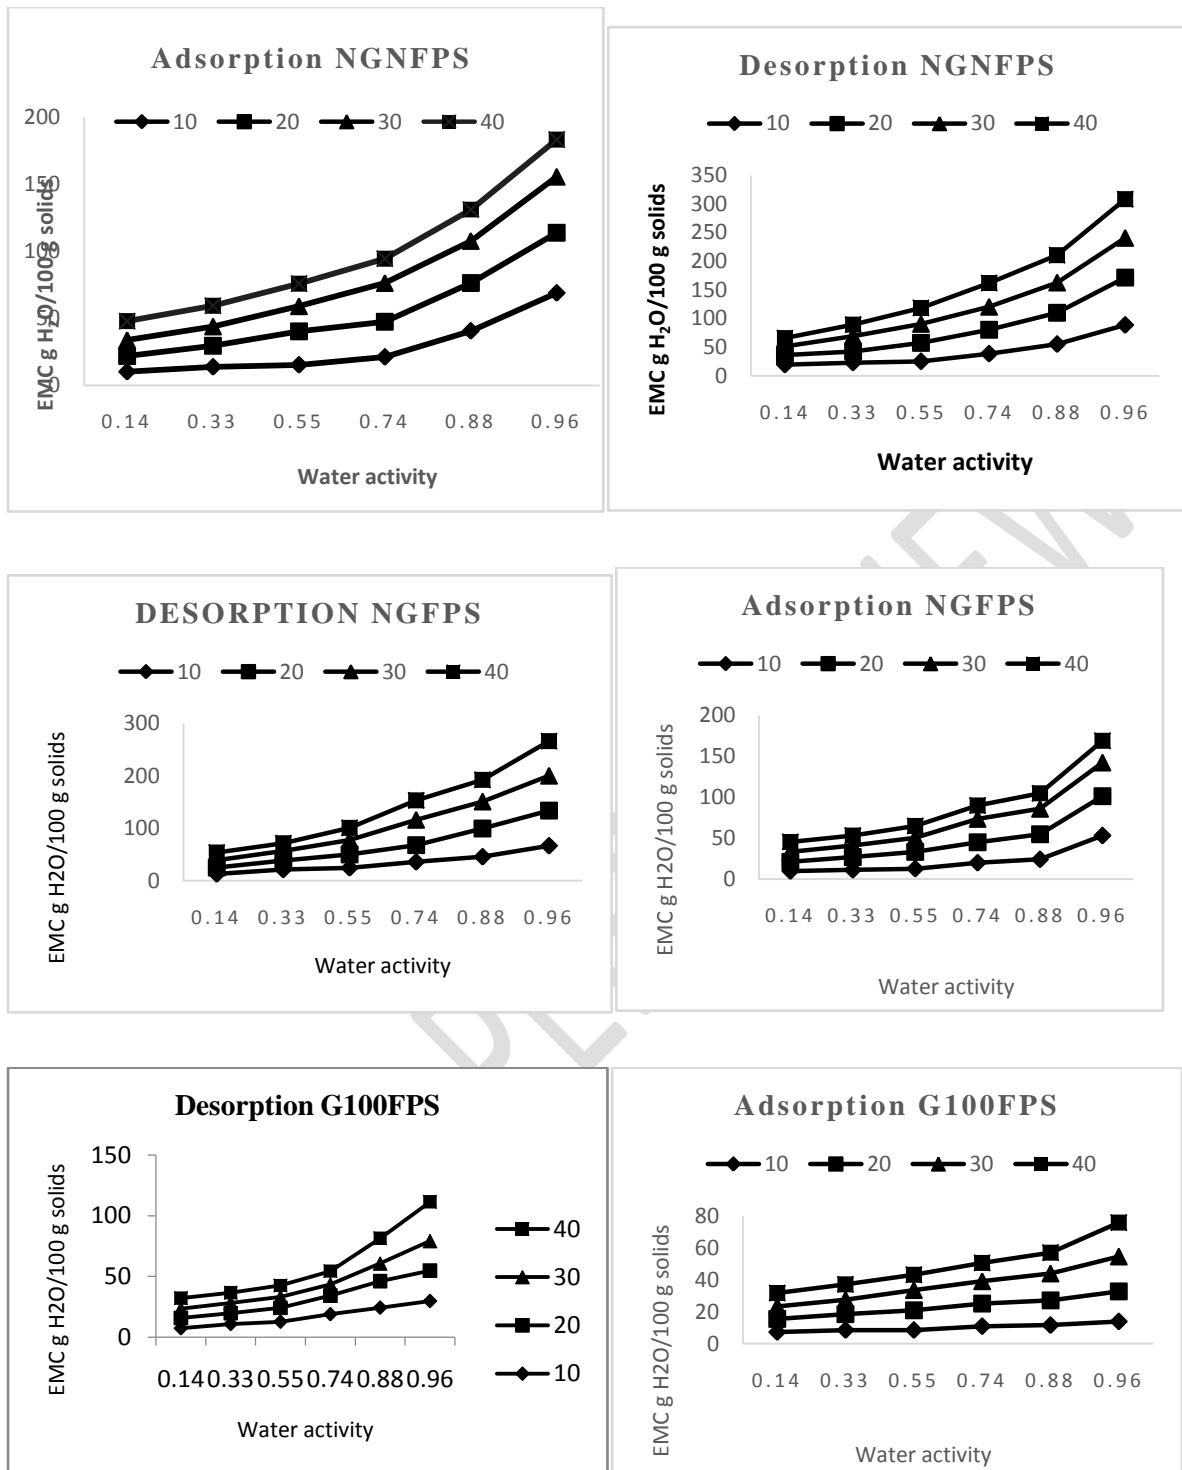 Adsorption NGNFPS
10 20 30 40
200
150
100
50
0
EMC g H2O/100g solids
0.14 0.33 0.55 0.74 0.88 0.96
Water activity
Desorption NGNFPS
10 20 30 40
350
300
250
200
150
100
50
0
EMC g H₂O/100 g solids
0.14 0.33 0.55 0.74 0.88 0.96
Water activity
DESORPTION NGFPS
10 20 30 40
300
200
100
0
EMC g H2O/100 g solids
0.14 0.33 0.55 0.74 0.88 0.96
Water activity
Adsorption NGFPS
10 20 30 40
200
150
100
50
0
EMC g H2O/100 g solids
0.14 0.33 0.55 0.74 0.88 0.96
Water activity
Desorption G100FPS
150
100
50
0
EMC g H2O/100 g solids
40
30
20
10
0.14 0.33 0.55 0.74 0.88 0.96
Water activity
Adsorption G100FPS
10 20 30 40
80
60
40
20
0
EMC g H2O/100 g solids
0.14 0.33 0.55 0.74 0.88 0.96
Water activity